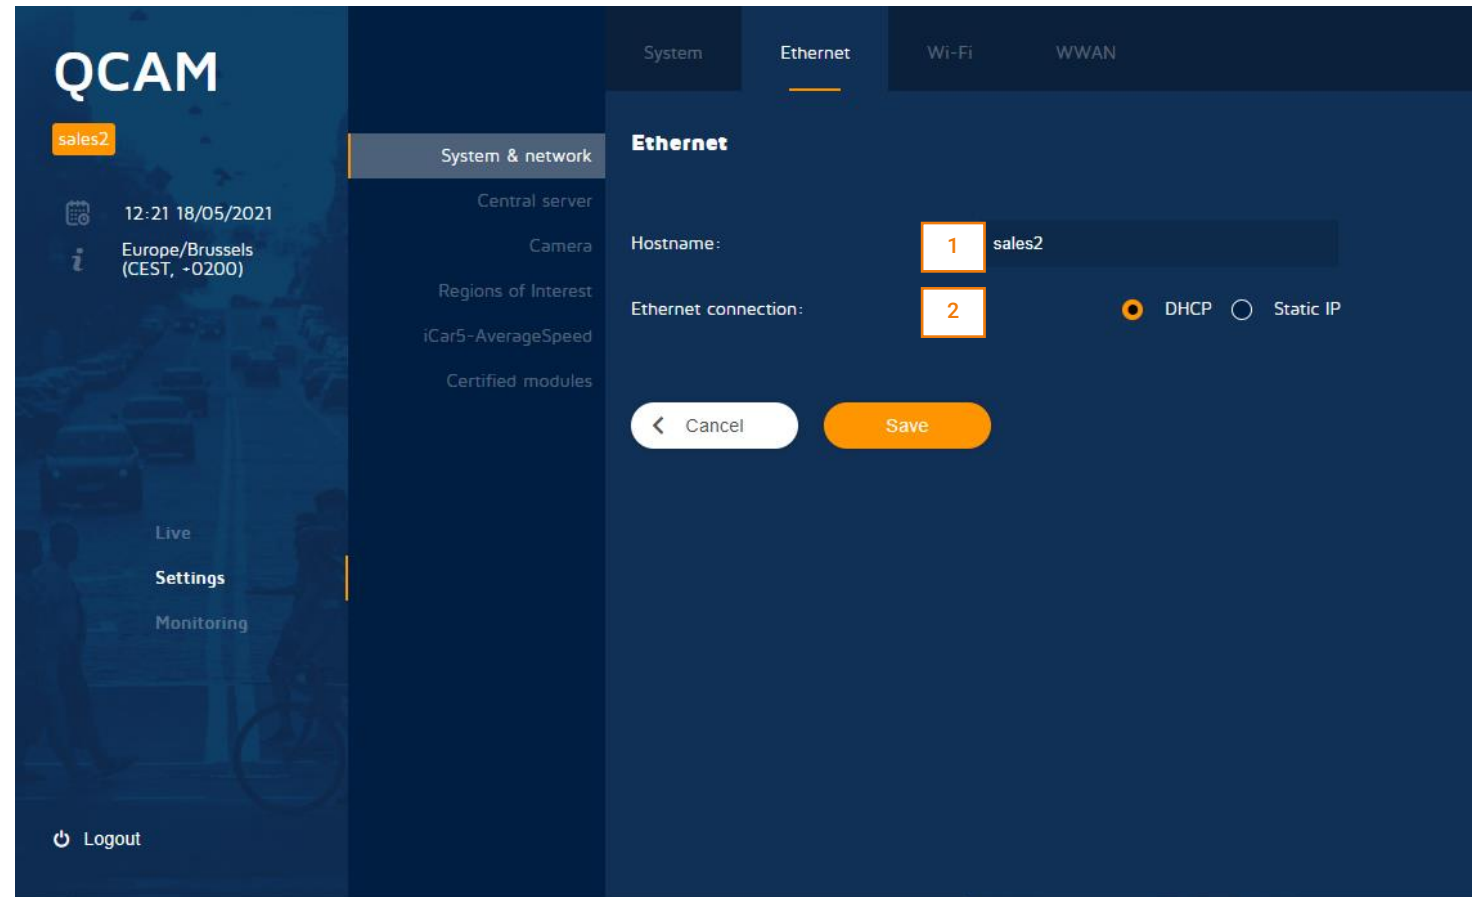 QCAM
sales2
12:21 18/05/2021
Europe/Brussels
(CEST, +0200)
Live
Settings
Monitoring
Logout
System & network
Central server
Camera
Regions of Interest
iCar5-AverageSpeed
Certified modules
System Ethernet Wi-Fi WWAN
Ethernet
Hostname: 1 sales2
Ethernet connection: 2 DHCP Static IP
Cancel Save